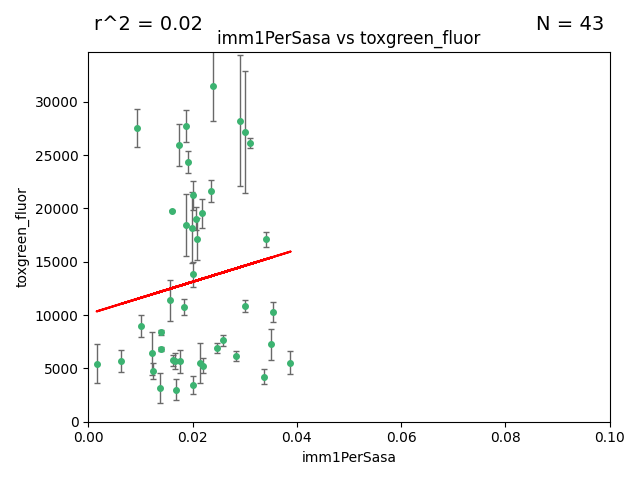 r^2 = 0.02
N = 43
imm1PerSasa vs toxgreen_fluor
toxgreen_fluor
30000
25000
20000
15000
10000
5000
0
0.00
0.02
0.04
0.06
0.08
0.10
imm1PerSasa